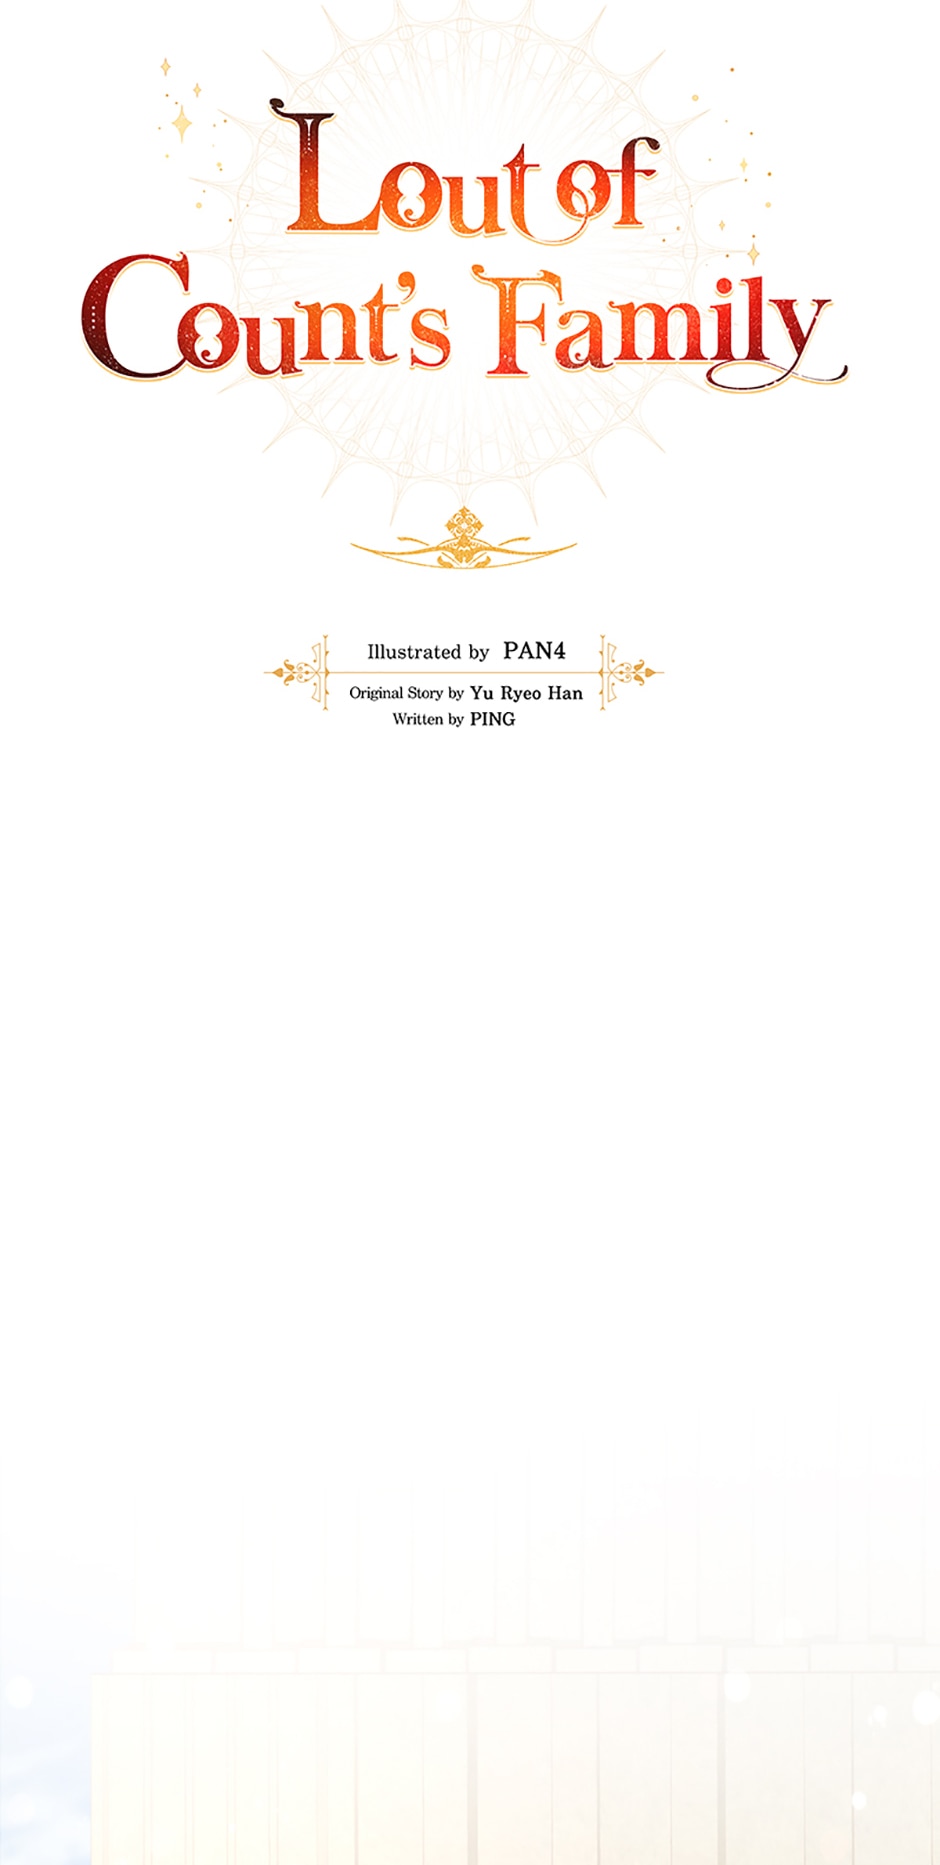 Lout of
Count's Family
Illustrated by PAN4
Original Story by Yu Ryeo Han
Written by PING